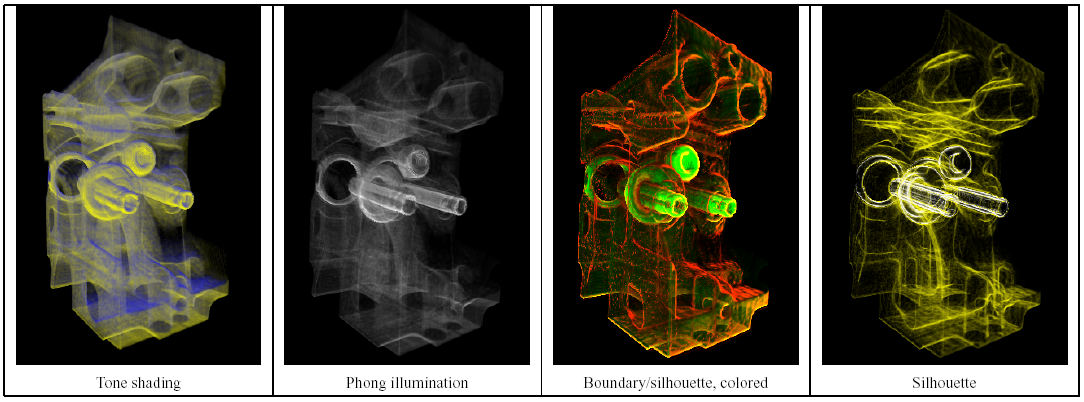 Tone shading
Phong illumination
Boundary/silhouette, colored
Silhouette